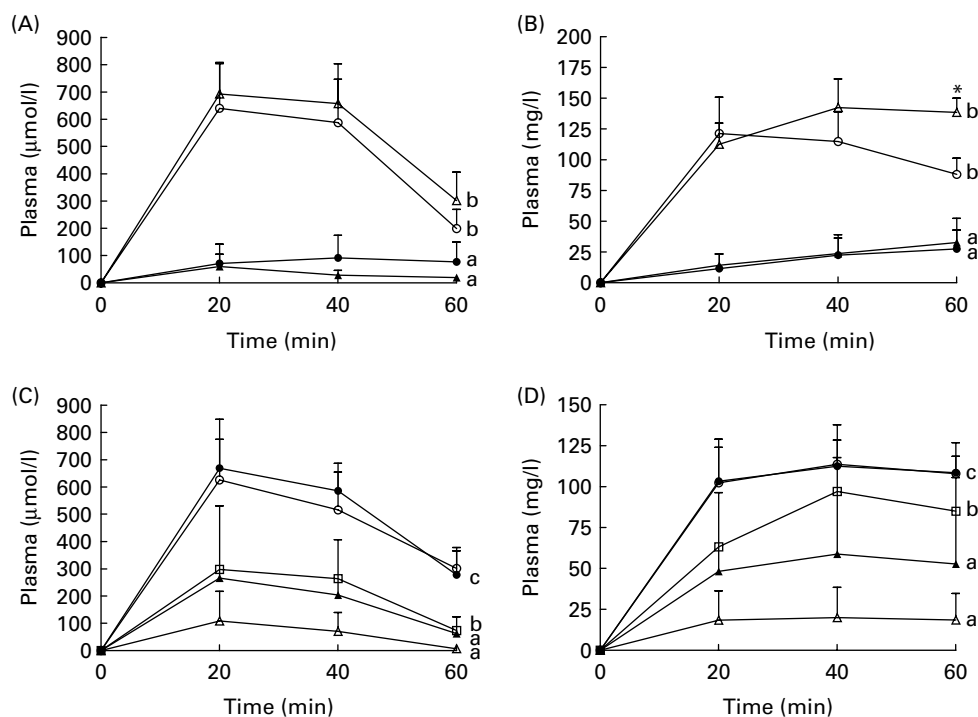 (A)
900
800
700
600
500
400
300
200
100
0
Plasma (μmol/l)
b
b
a
a
0 20 40 60
Time (min)
(B)
200
175
150
125
100
75
50
25
0
Plasma (mg/l)
*
b
b
a
a
0 20 40 60
Time (min)
(C)
900
800
700
600
500
400
300
200
100
0
Plasma (μmol/l)
c
b
a
a
0 20 40 60
Time (min)
(D)
150
125
100
75
50
25
0
Plasma (mg/l)
c
b
a
a
0 20 40 60
Time (min)